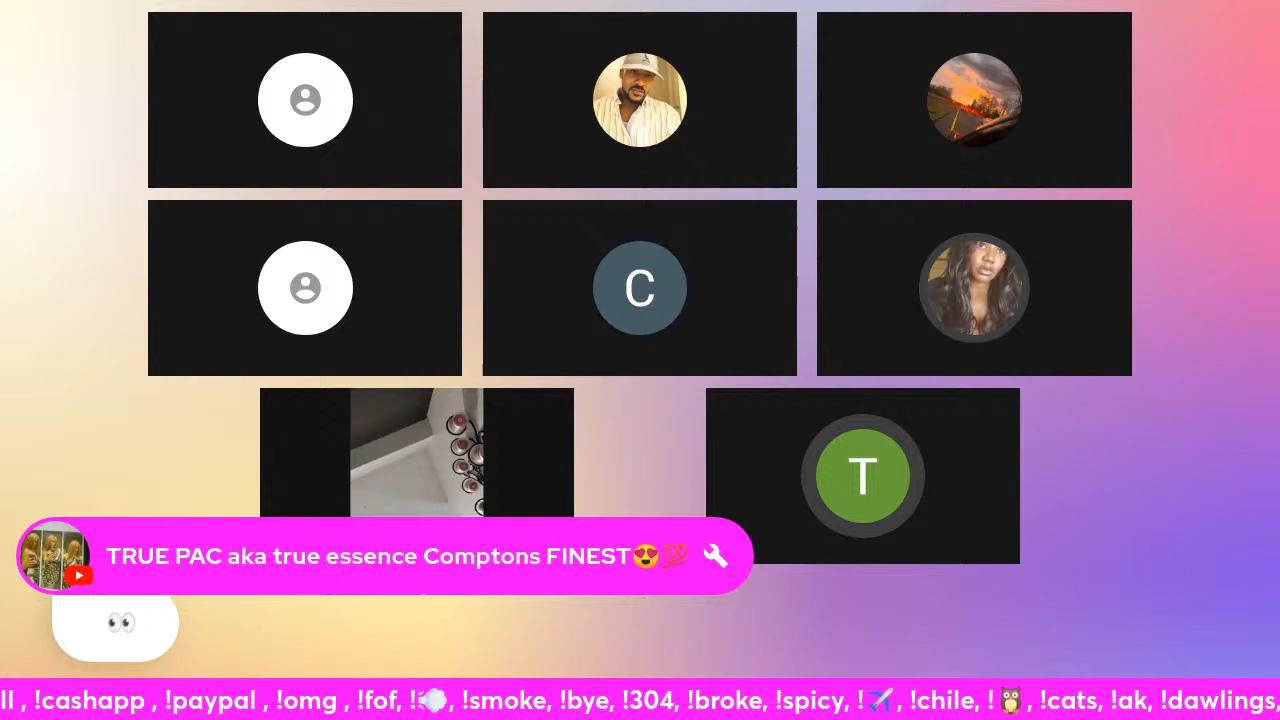 C
T
TRUE PAC aka true essence Comptons FINEST😍💯
👀
ll , !cashapp , !paypal , !omg , !fof, !💨, !smoke, !bye, !304, !broke, !spicy, !✈️, !chile, !🦉, !cats, !ak, !dawlings,